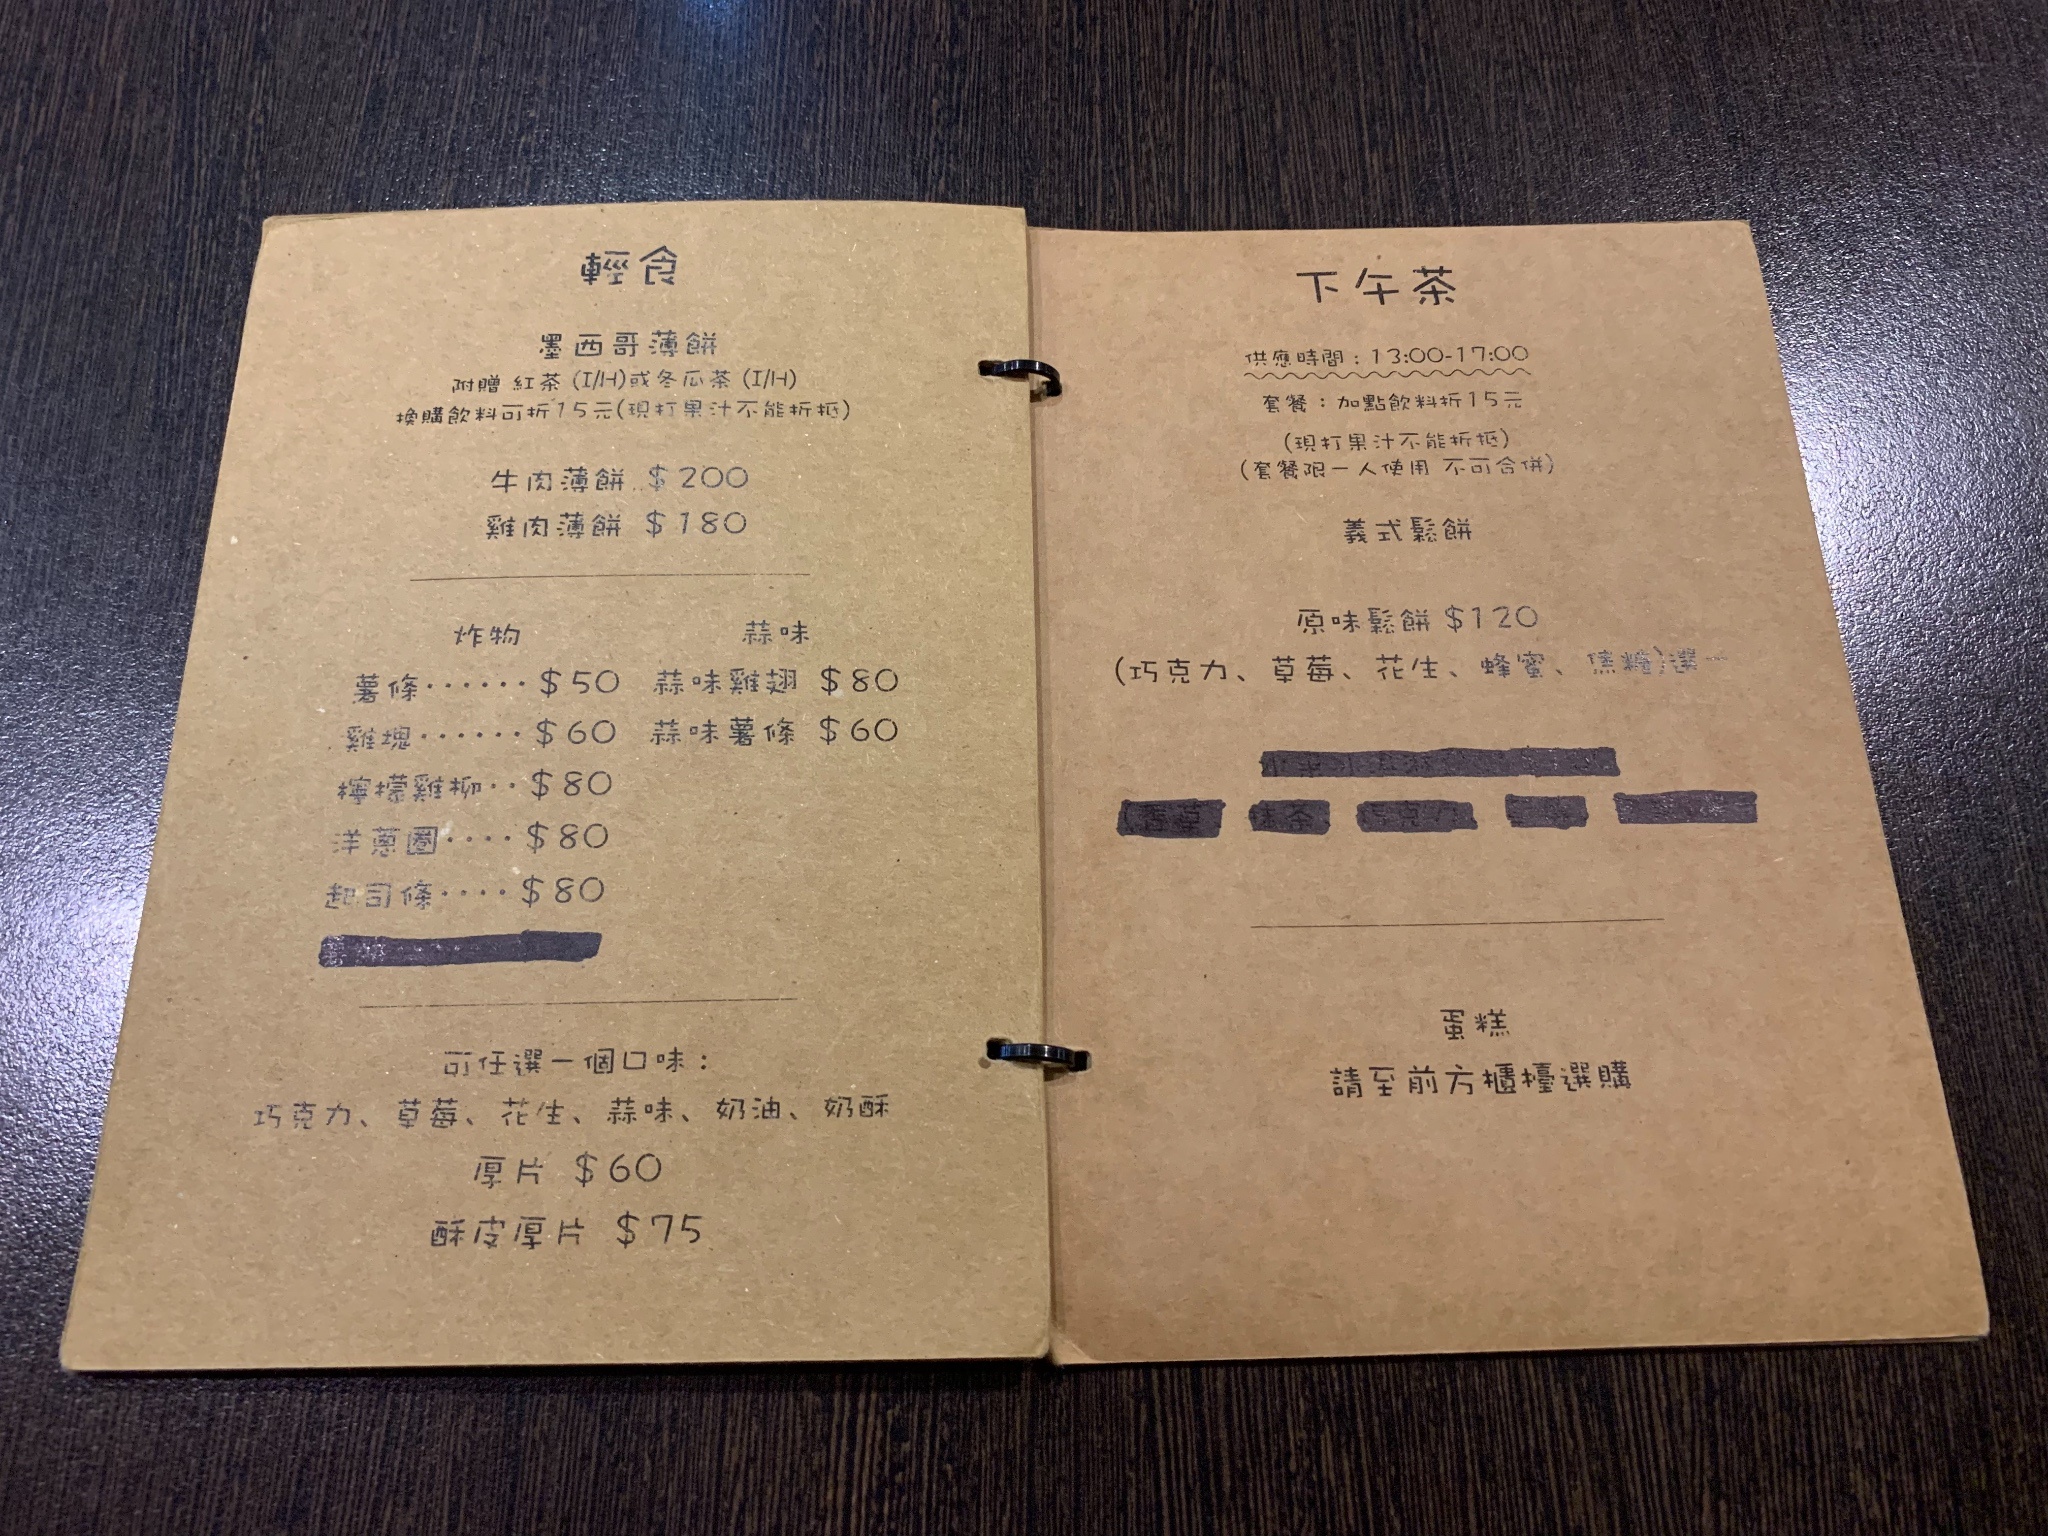 輕食
墨西哥薄餅
附贈 紅茶 (I/H)或冬瓜茶 (I/H)
換購飲料可折15元(現打果汁不能折抵)
牛肉薄餅 $200
雞肉薄餅 $180
炸物 蒜味
薯條······$50 蒜味雞翅 $80
雞塊······$60 蒜味薯條 $60
檸檬雞柳··$80
洋蔥圈····$80
起司條····$80
可任選一個口味：
巧克力、草莓、花生、蒜味、奶油、奶酥
厚片 $60
酥皮厚片 $75
下午茶
供應時間：13:00-17:00
套餐：加點飲料折15元
(現打果汁不能折抵)
(套餐限一人使用 不可合併)
義式鬆餅
原味鬆餅 $120
(巧克力、草莓、花生、蜂蜜、焦糖)選一
蛋糕
請至前方櫃檯選購